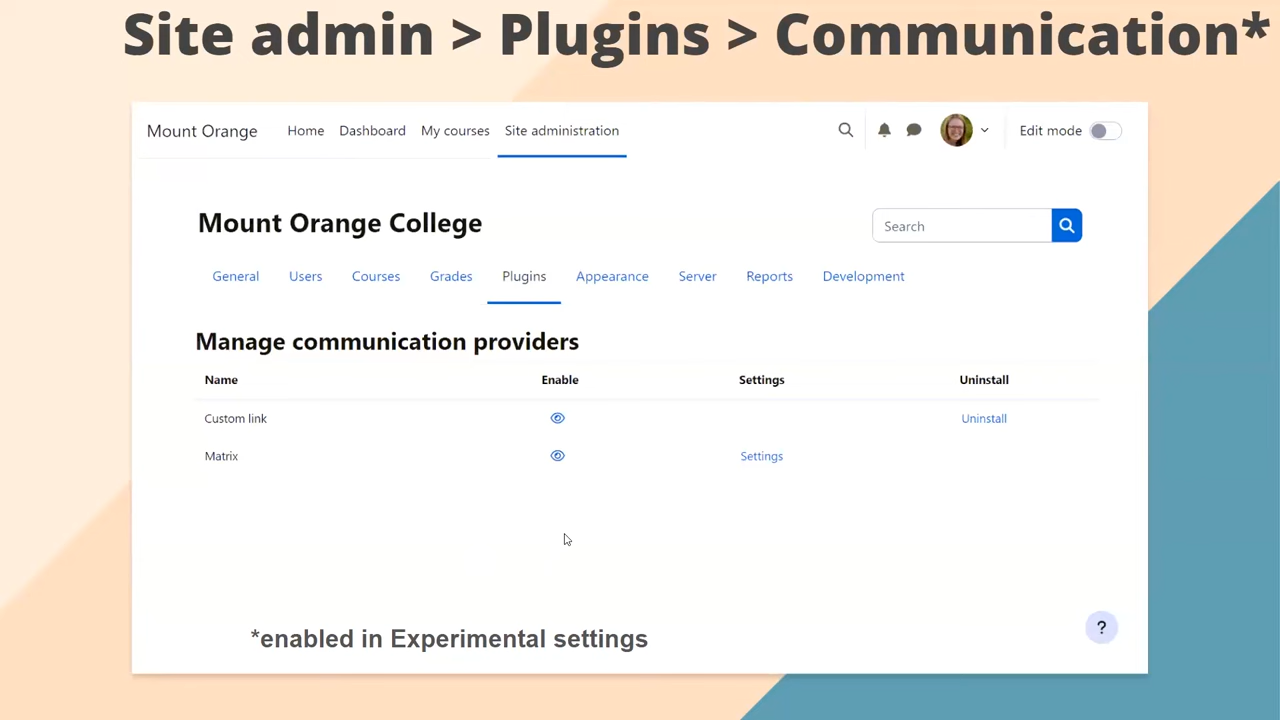 Site admin > Plugins > Communication*
Mount Orange Home Dashboard My courses Site administration Edit mode
Mount Orange College
Search
General Users Courses Grades Plugins Appearance Server Reports Development
Manage communication providers
Name Enable Settings Uninstall
Custom link Uninstall
Matrix Settings
?
*enabled in Experimental settings